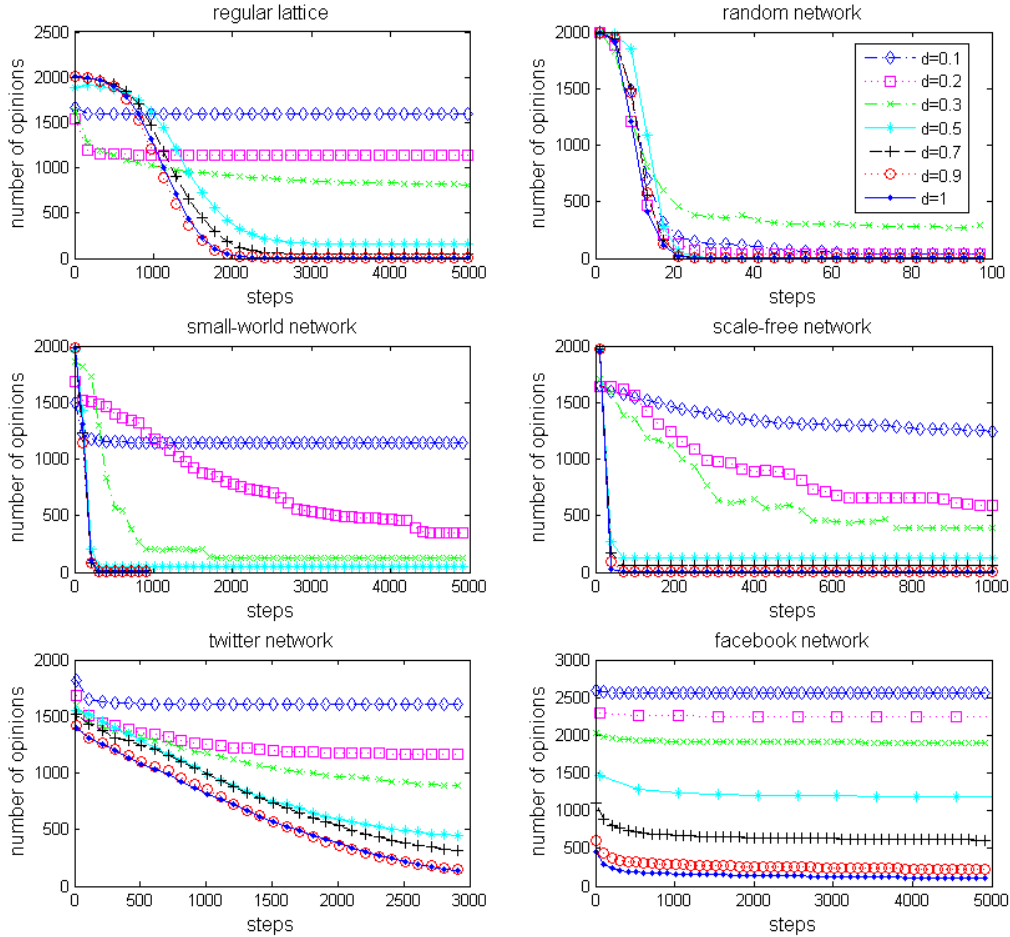 regular lattice
number of opinions
2500
2000
1500
1000
500
0
0 1000 2000 3000 4000 5000
steps
random network
number of opinions
2000
1500
1000
500
0
0 20 40 60 80 100
steps
d=0.1
d=0.2
d=0.3
d=0.5
d=0.7
d=0.9
d=1
small-world network
number of opinions
2000
1500
1000
500
0
0 1000 2000 3000 4000 5000
steps
scale-free network
number of opinions
2000
1500
1000
500
0
0 200 400 600 800 1000
steps
twitter network
number of opinions
2000
1500
1000
500
0
0 500 1000 1500 2000 2500 3000
steps
facebook network
number of opinions
3000
2500
2000
1500
1000
500
0
0 1000 2000 3000 4000 5000
steps